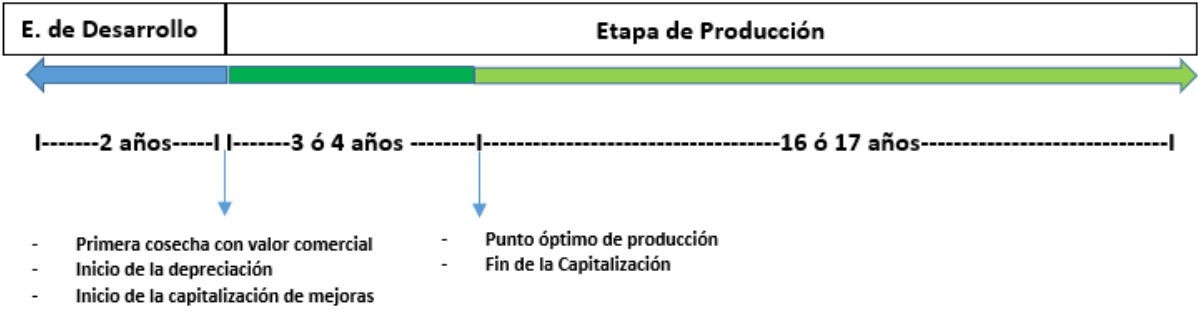 E. de Desarrollo
Etapa de Producción
I-------2 años-----I I-------3 ó 4 años --------I------------------------------------16 ó 17 años------------------------------I
- Primera cosecha con valor comercial
- Inicio de la depreciación
- Inicio de la capitalización de mejoras
- Punto óptimo de producción
- Fin de la Capitalización